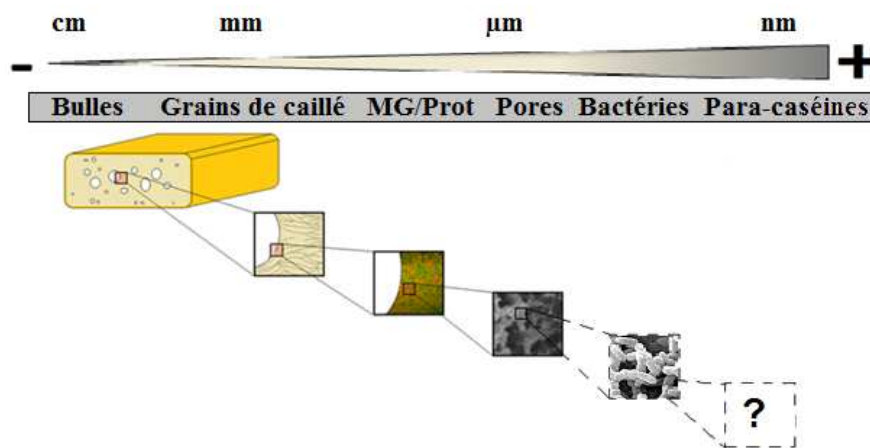 cm mm µm nm
- +
Bulles Grains de caillé MG/Prot Pores Bactéries Para-caséines
?